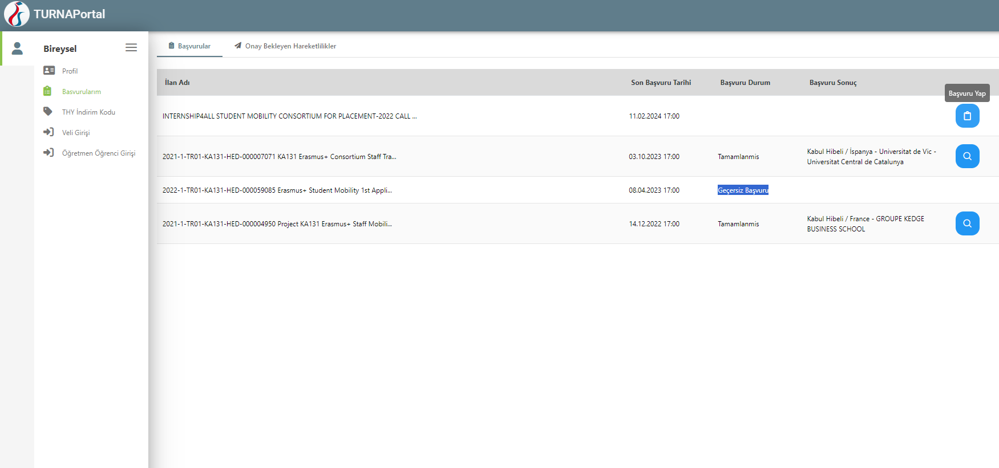 TURNAPortal
Bireysel
Profil
Basvurularım
THY İndirim Kodu
Veli Girişi
Öğretmen Öğrenci Girişi
Başvurular
Onay Bekleyen Hareketlilikler
İlan Adı
Son Başvuru Tarihi
Başvuru Durum
Başvuru Sonuç
Başvuru Yap
INTERNSHIP4ALL STUDENT MOBILITY CONSORTIUM FOR PLACEMENT-2022 CALL ...
11.02.2024 17:00
2021-1-TR01-KA131-HED-000007071 KA131 Erasmus+ Consortium Staff Tra...
03.10.2023 17:00
Tamamlanmis
Kabul Hibeli / İspanya - Universitat de Vic -
Universitat Central de Catalunya
2022-1-TR01-KA131-HED-000059085 Erasmus+ Student Mobility 1st Appli...
08.04.2023 17:00
Geçersiz Başvuru
2021-1-TR01-KA131-HED-000004950 Project KA131 Erasmus+ Staff Mobili...
14.12.2022 17:00
Tamamlanmis
Kabul Hibeli / France - GROUPE KEDGE
BUSINESS SCHOOL